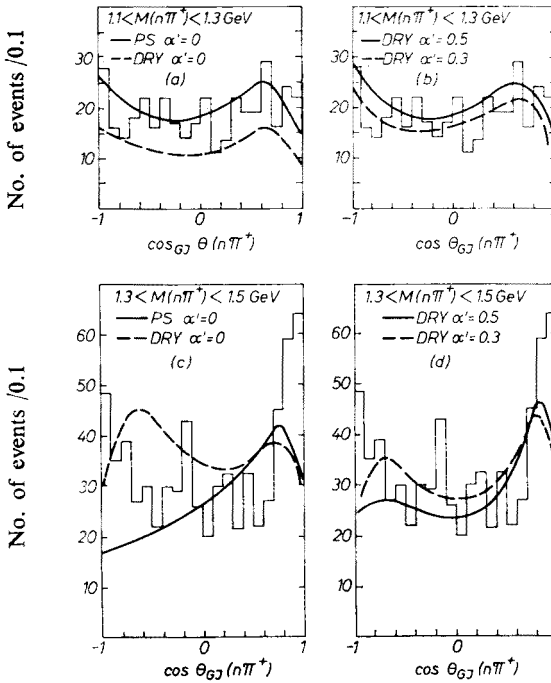 No. of events /0.1
1.1<M(nπ⁺)<1.3 GeV
PS α'=0
DRY α'=0
(a)
30
20
10
-1 0 1
cos_GJ θ (nπ⁺)
1.1<M(nπ⁺)<1.3 GeV
DRY α'=0.5
DRY α'=0.3
(b)
30
20
10
-1 0
cos θ_GJ (nπ⁺)
No. of events /0.1
1.3<M(nπ⁺)<1.5 GeV
PS α'=0
DRY α'=0
(c)
60
50
40
30
20
10
-1 0 1
cos θ_GJ (nπ⁺)
1.3<M(nπ⁺)<1.5 GeV
DRY α'=0.5
DRY α'=0.3
(d)
60
50
40
30
20
10
-1 0
cos θ_GJ (nπ⁺)